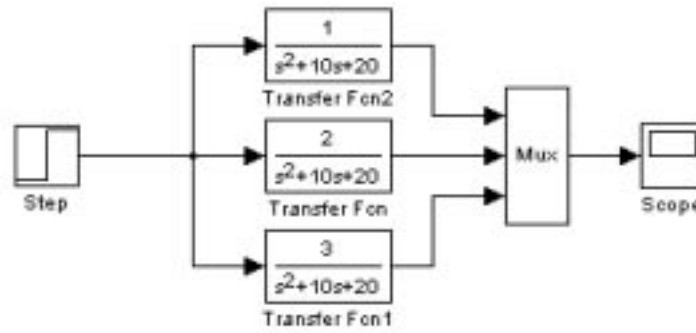 1
s²+10s+20
Transfer Fcn2
Step
2
s²+10s+20
Transfer Fcn
3
s²+10s+20
Transfer Fcn1
Mux
Scope